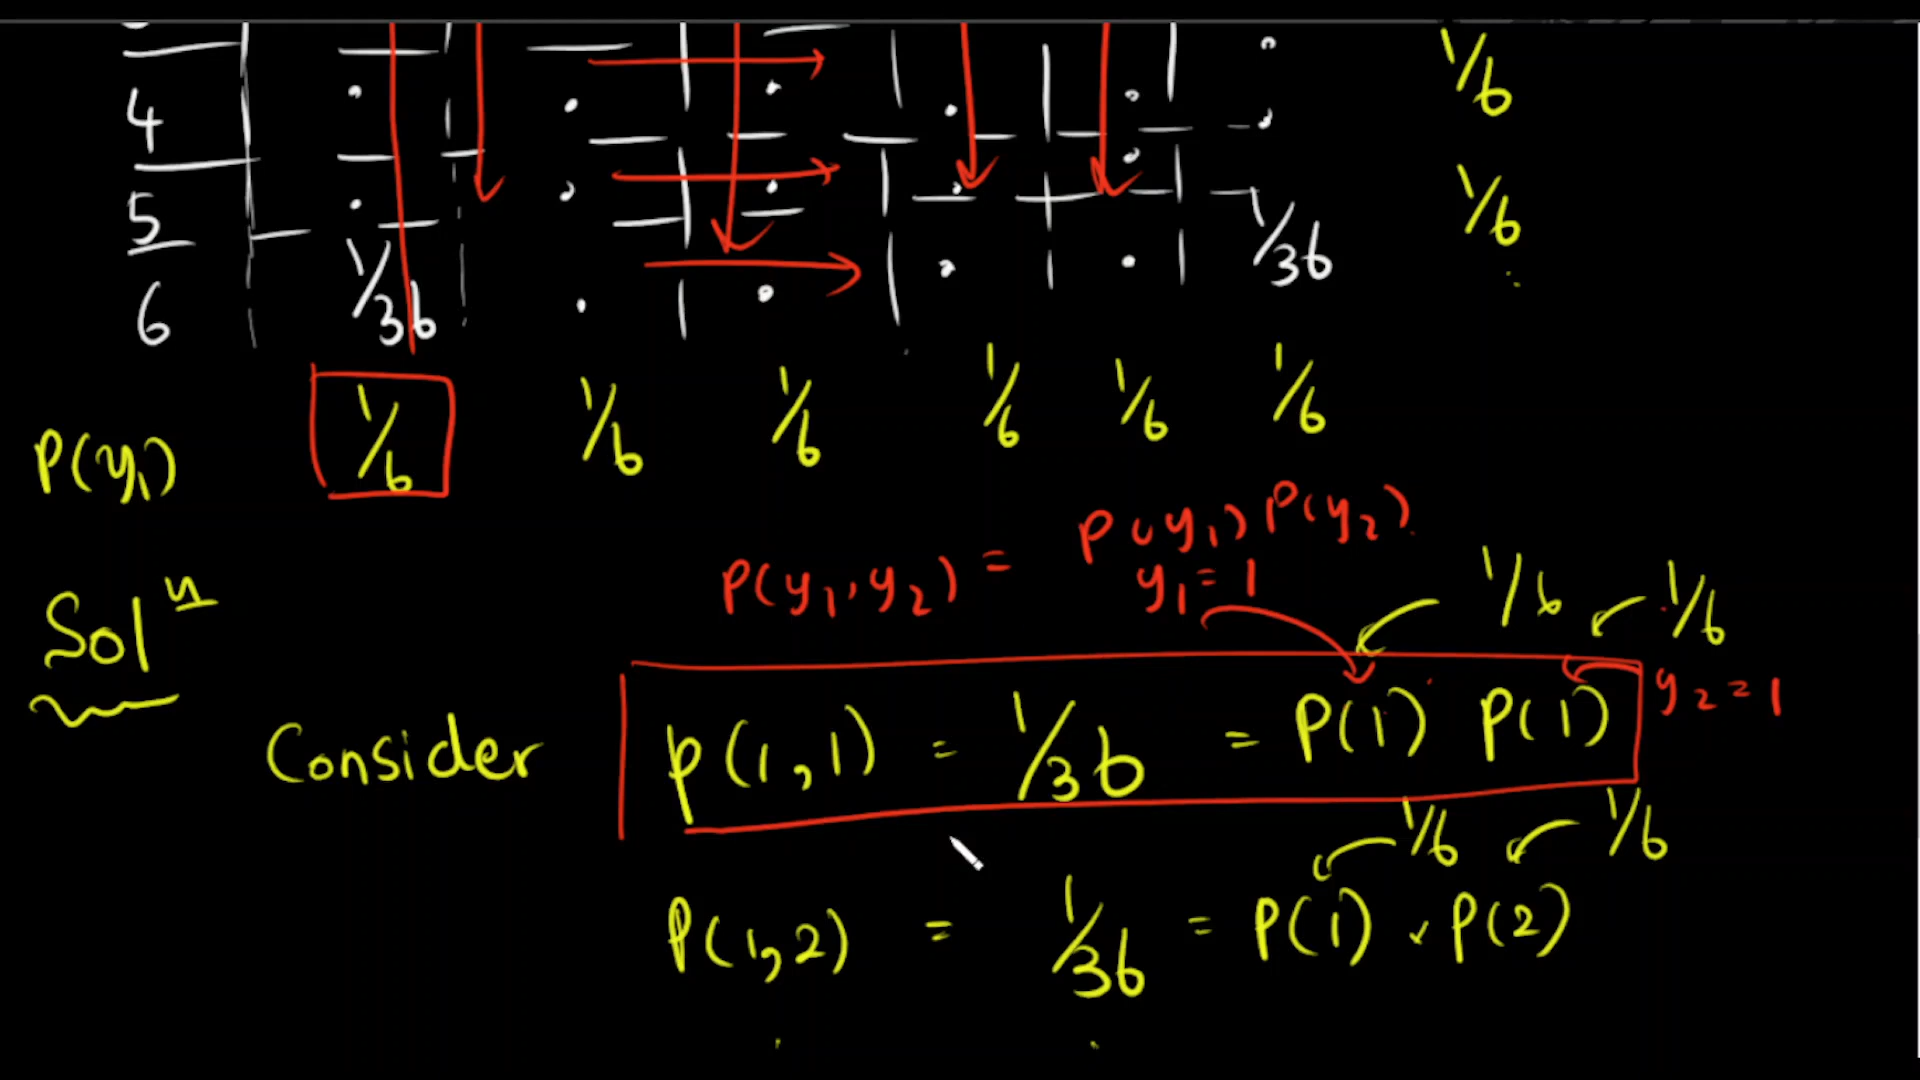 1/6
4
5 1/6
1/36
6 1/36
P(y₁) 1/6 1/6 1/6 1/6 1/6 1/6
P(y₁, y₂) = P(y₁) P(y₂).
y₁ = 1
Solⁿ 1/6 1/6
y₂ = 1
Consider P(1,1) = 1/36 = P(1) P(1)
1/6 1/6
P(1,2) = 1/36 = P(1) . P(2)